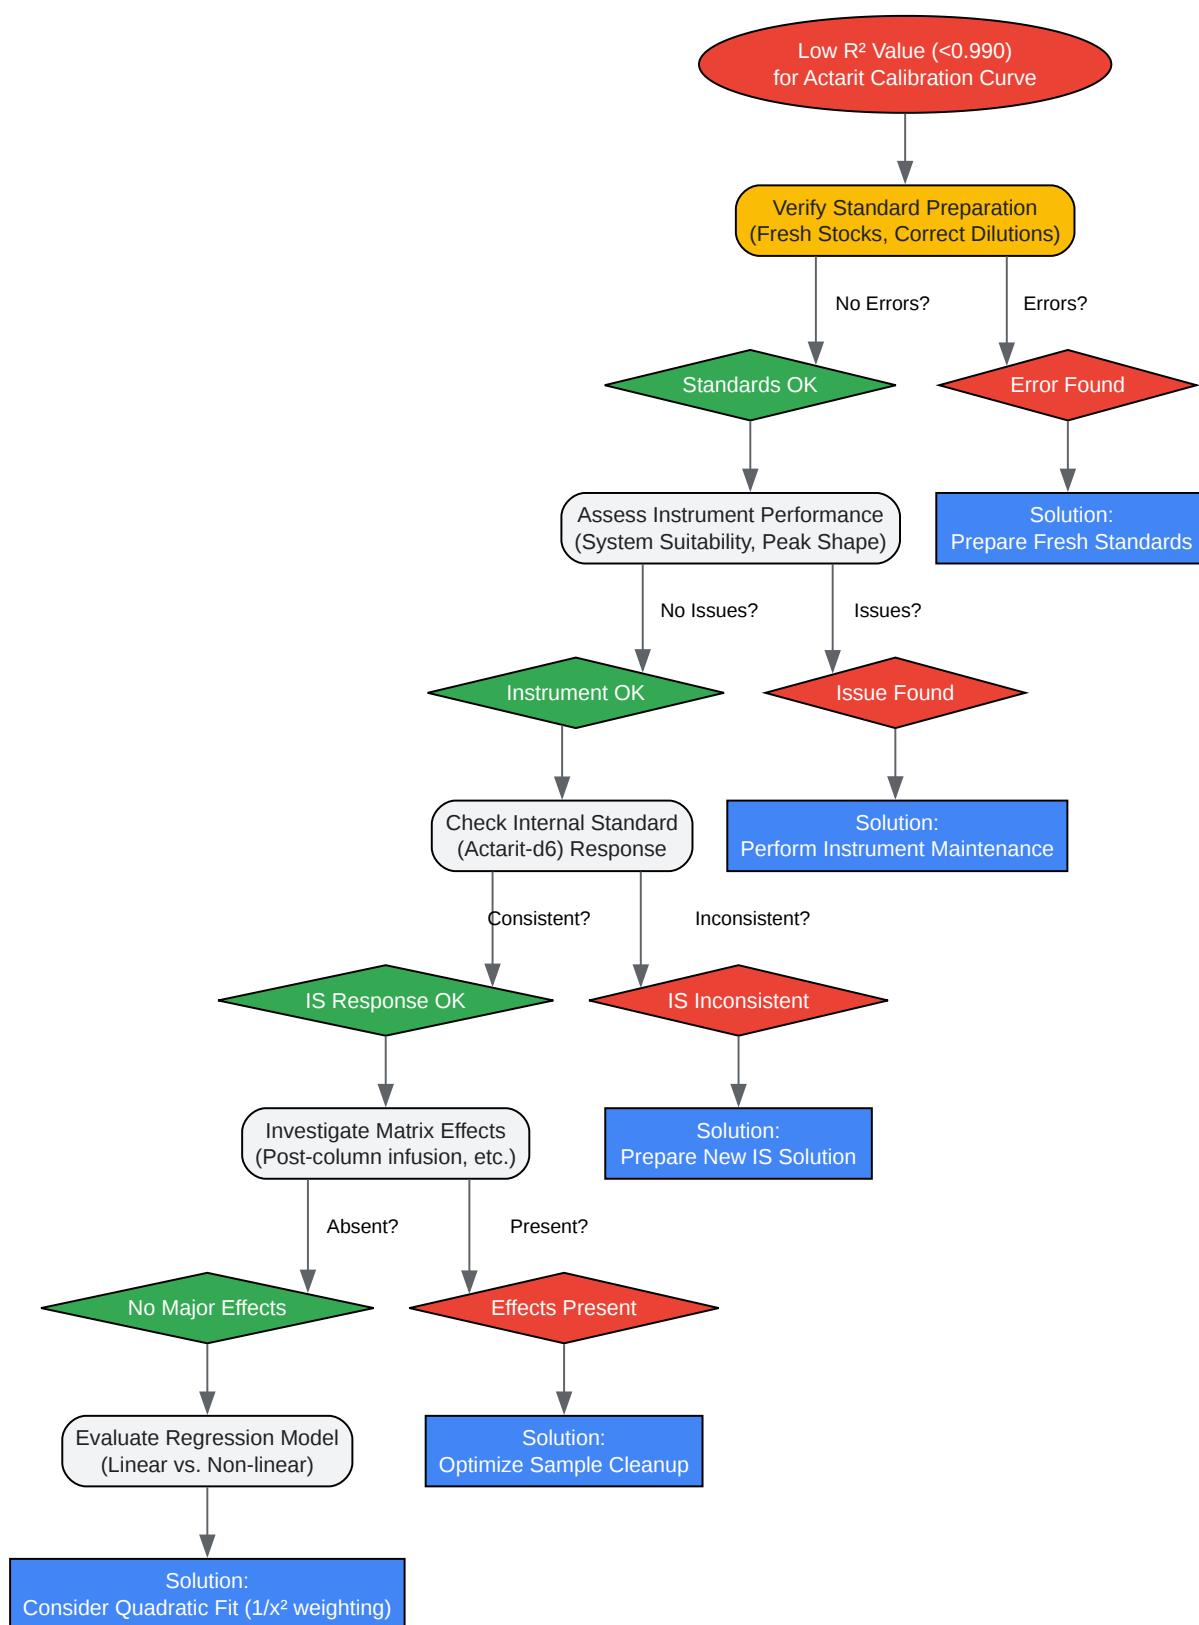 Low R² Value (<0.990)
for Actarit Calibration Curve
Verify Standard Preparation
(Fresh Stocks, Correct Dilutions)
No Errors?
Errors?
Standards OK
Error Found
Assess Instrument Performance
(System Suitability, Peak Shape)
Solution:
Prepare Fresh Standards
No Issues?
Issues?
Instrument OK
Issue Found
Check Internal Standard
(Actarit-d6) Response
Solution:
Perform Instrument Maintenance
Consistent?
Inconsistent?
IS Response OK
IS Inconsistent
Investigate Matrix Effects
(Post-column infusion, etc.)
Solution:
Prepare New IS Solution
Absent?
Present?
No Major Effects
Effects Present
Evaluate Regression Model
(Linear vs. Non-linear)
Solution:
Optimize Sample Cleanup
Solution:
Consider Quadratic Fit (1/x² weighting)